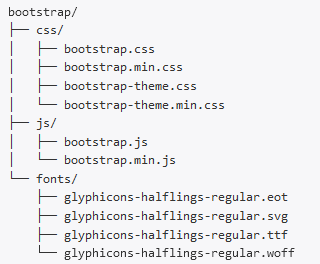 bootstrap/
├── css/
│   ├── bootstrap.css
│   ├── bootstrap.min.css
│   ├── bootstrap-theme.css
│   └── bootstrap-theme.min.css
├── js/
│   ├── bootstrap.js
│   └── bootstrap.min.js
└── fonts/
    ├── glyphicons-halflings-regular.eot
    ├── glyphicons-halflings-regular.svg
    ├── glyphicons-halflings-regular.ttf
    └── glyphicons-halflings-regular.woff